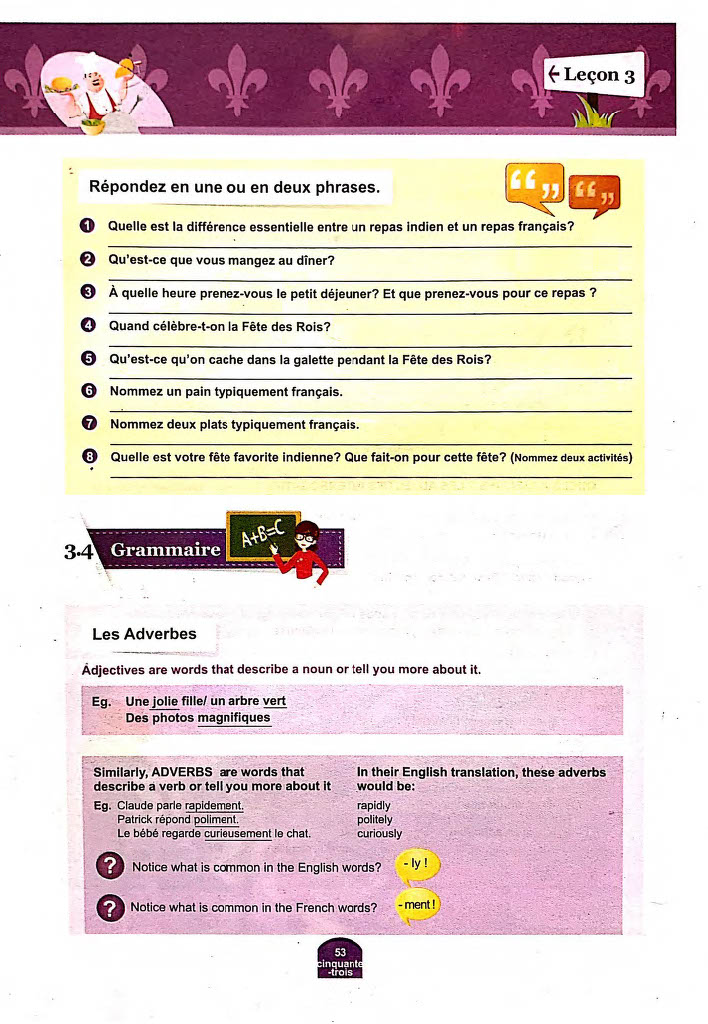 ← Leçon 3
Répondez en une ou en deux phrases.
1 Quelle est la différence essentielle entre un repas indien et un repas français?
2 Qu'est-ce que vous mangez au dîner?
3 À quelle heure prenez-vous le petit déjeuner? Et que prenez-vous pour ce repas ?
4 Quand célèbre-t-on la Fête des Rois?
5 Qu'est-ce qu'on cache dans la galette pendant la Fête des Rois?
6 Nommez un pain typiquement français.
7 Nommez deux plats typiquement français.
8 Quelle est votre fête favorite indienne? Que fait-on pour cette fête? (Nommez deux activités)
3.4 Grammaire
A+B=C
Les Adverbes
Adjectives are words that describe a noun or tell you more about it.
Eg. Une jolie fille/ un arbre vert
Des photos magnifiques
Similarly, ADVERBS are words that
describe a verb or tell you more about it
In their English translation, these adverbs
would be:
Eg. Claude parle rapidement. rapidly
Patrick répond poliment. politely
Le bébé regarde curieusement le chat. curiously
? Notice what is common in the English words? - ly !
? Notice what is common in the French words? - ment !
53
cinquante
-trois